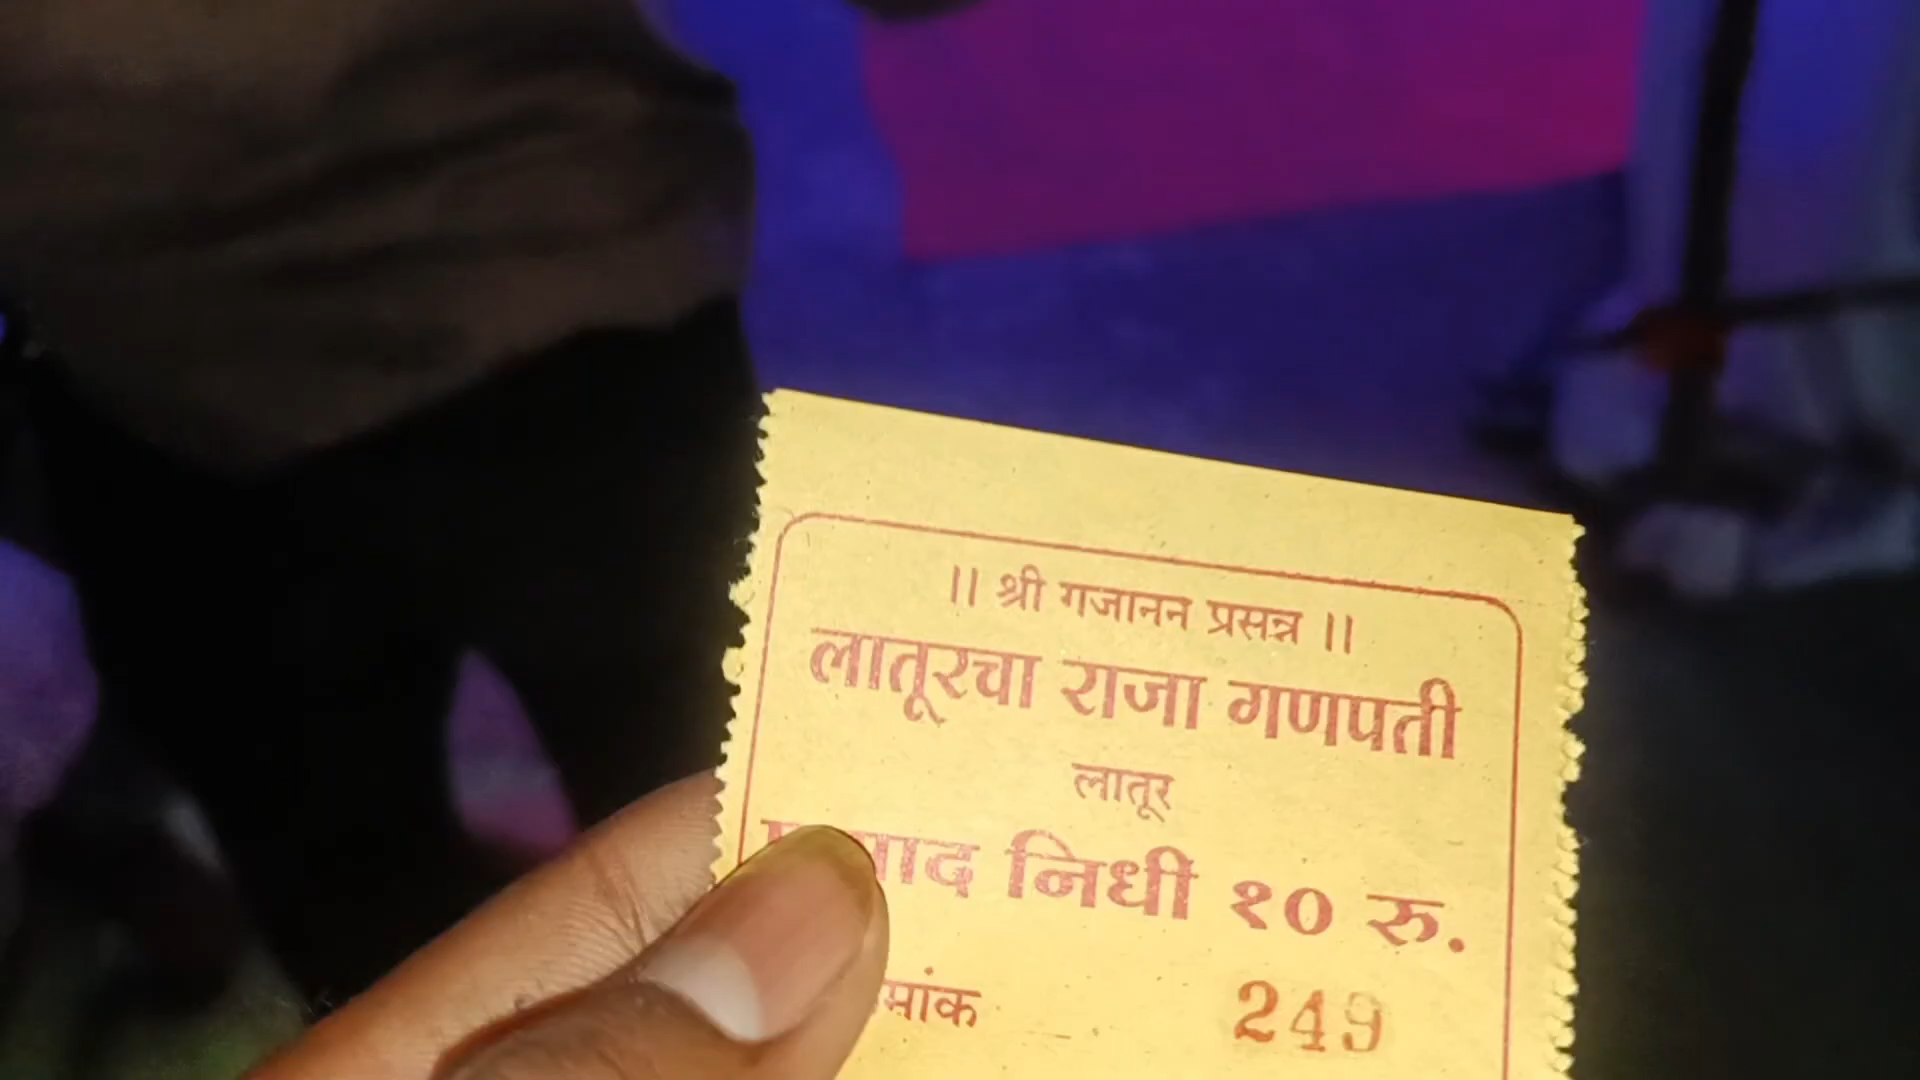 || श्री गजानन प्रसन्न ||
लातूरचा राजा गणपती
लातूर
निधी १० रु.
249